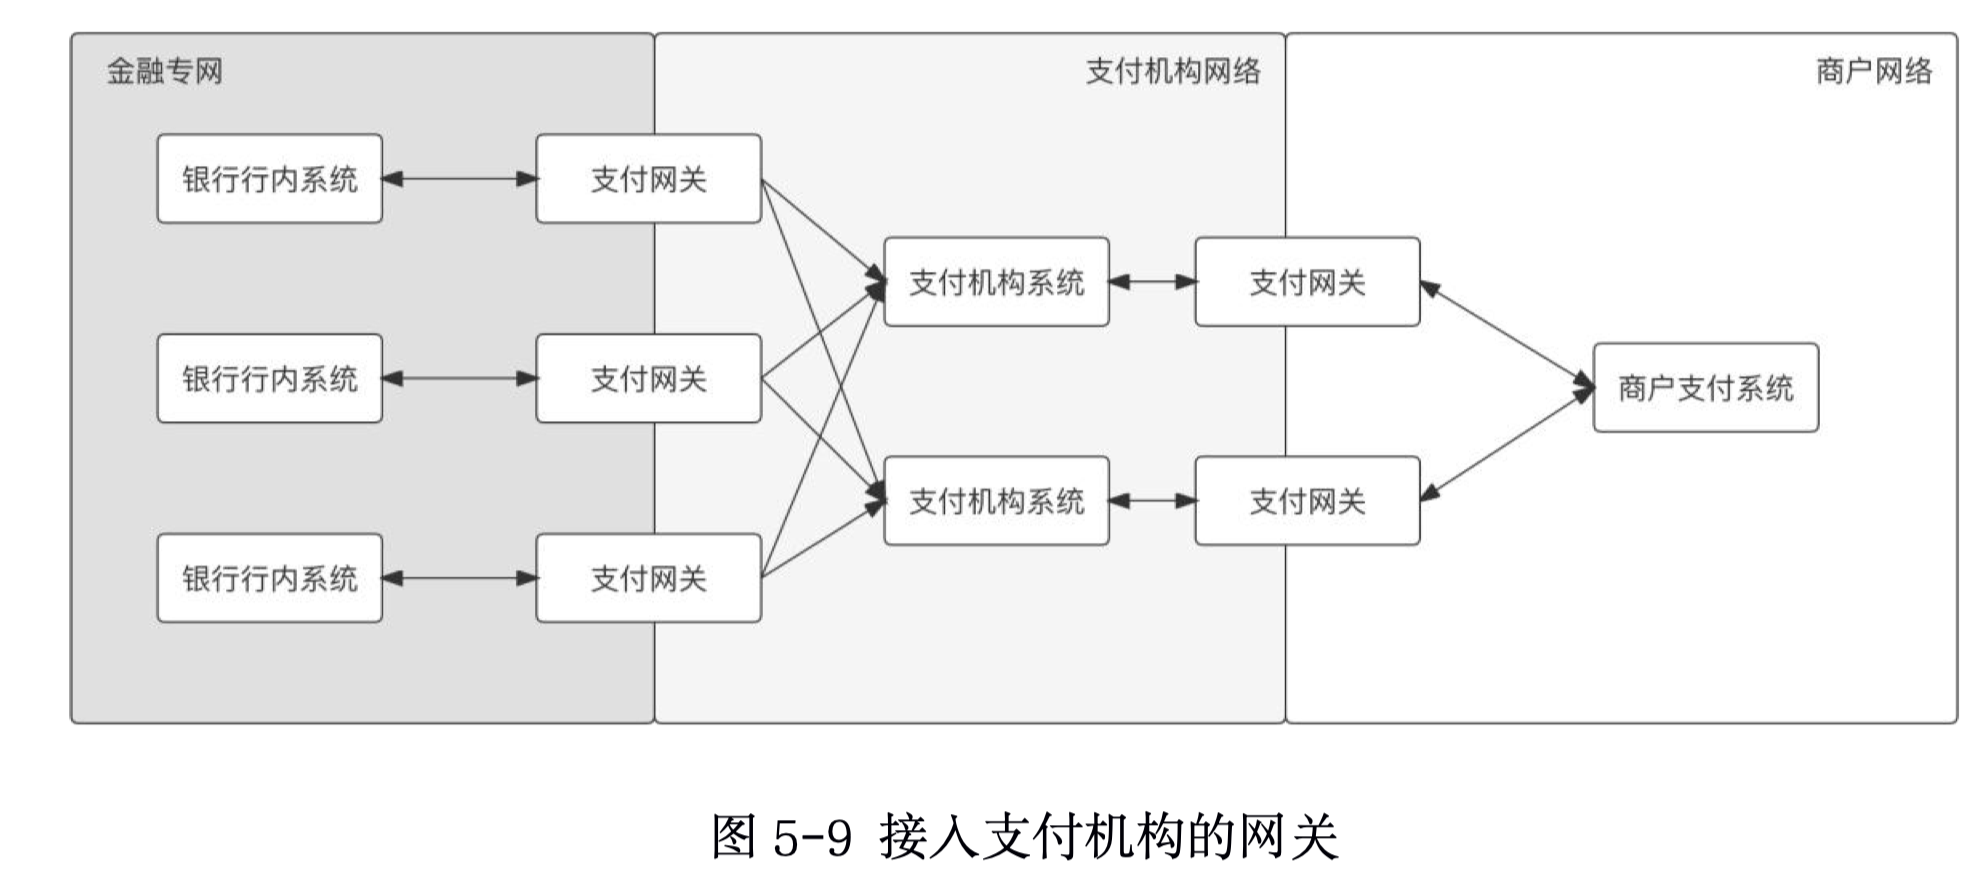 金融专网
支付机构网络
商户网络
银行行内系统
支付网关
支付机构系统
支付网关
银行行内系统
支付网关
商户支付系统
支付机构系统
支付网关
银行行内系统
支付网关
图 5-9 接入支付机构的网关